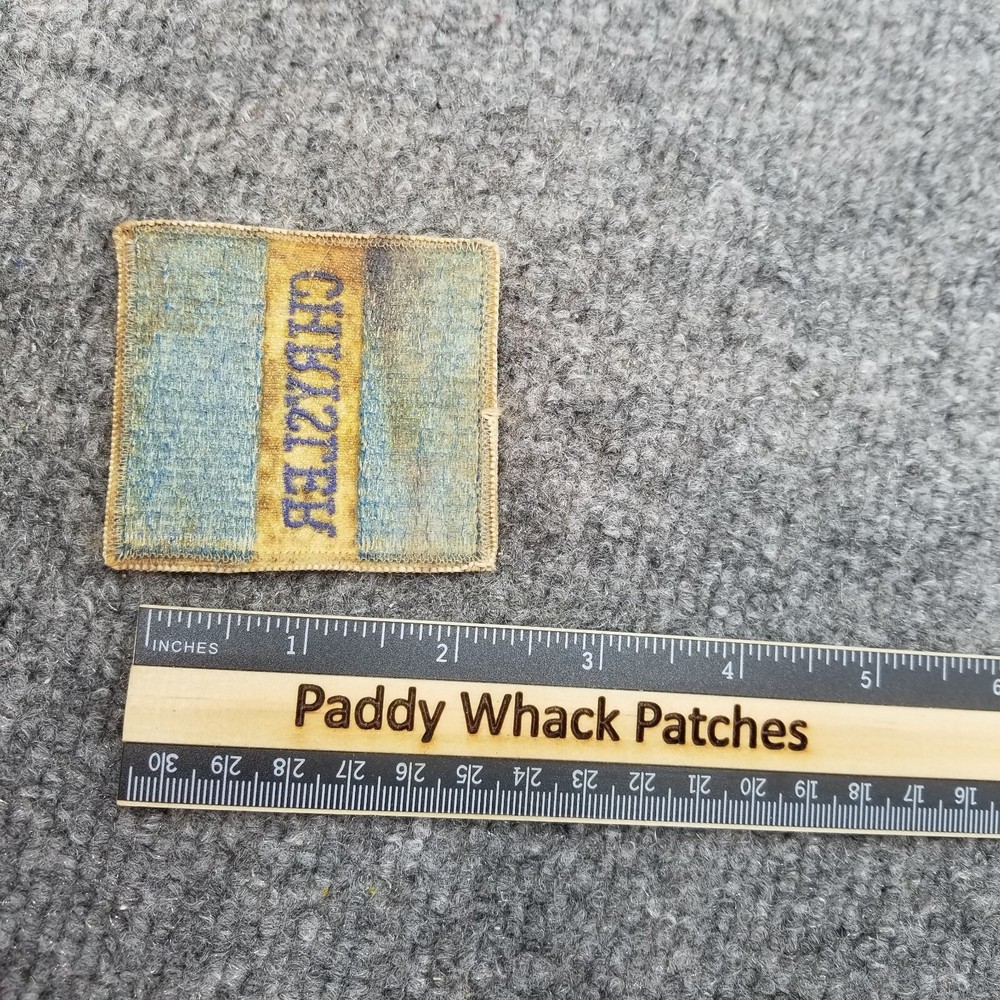 CHRYSLER
INCHES 1 2 3 4 5 6
Paddy Whack Patches
30 29 28 27 26 25 24 23 22 21 20 19 18 17 16